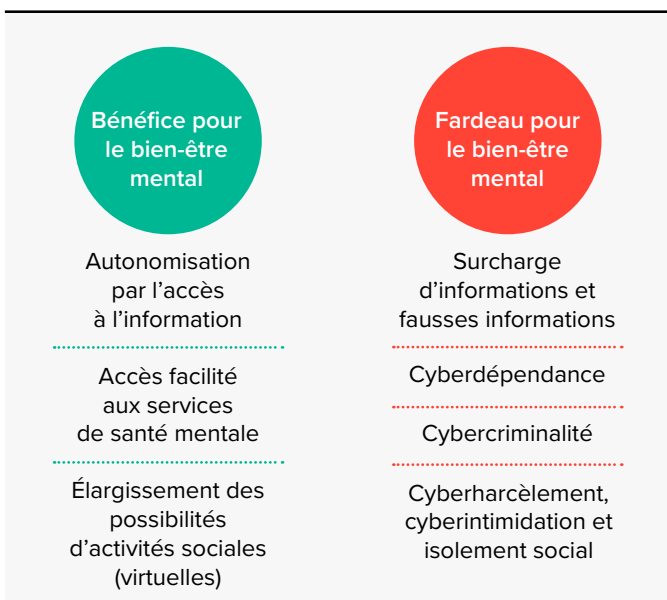 Bénéfice pour
le bien-être
mental
Autonomisation
par l’accès
à l’information
Accès facilité
aux services
de santé mentale
Élargissement des
possibilités
d’activités sociales
(virtuelles)
Fardeau pour
le bien-être
mental
Surcharge
d’informations et
fausses informations
Cyberdépendance
Cybercriminalité
Cyberharcèlement,
cyberintimidation et
isolement social